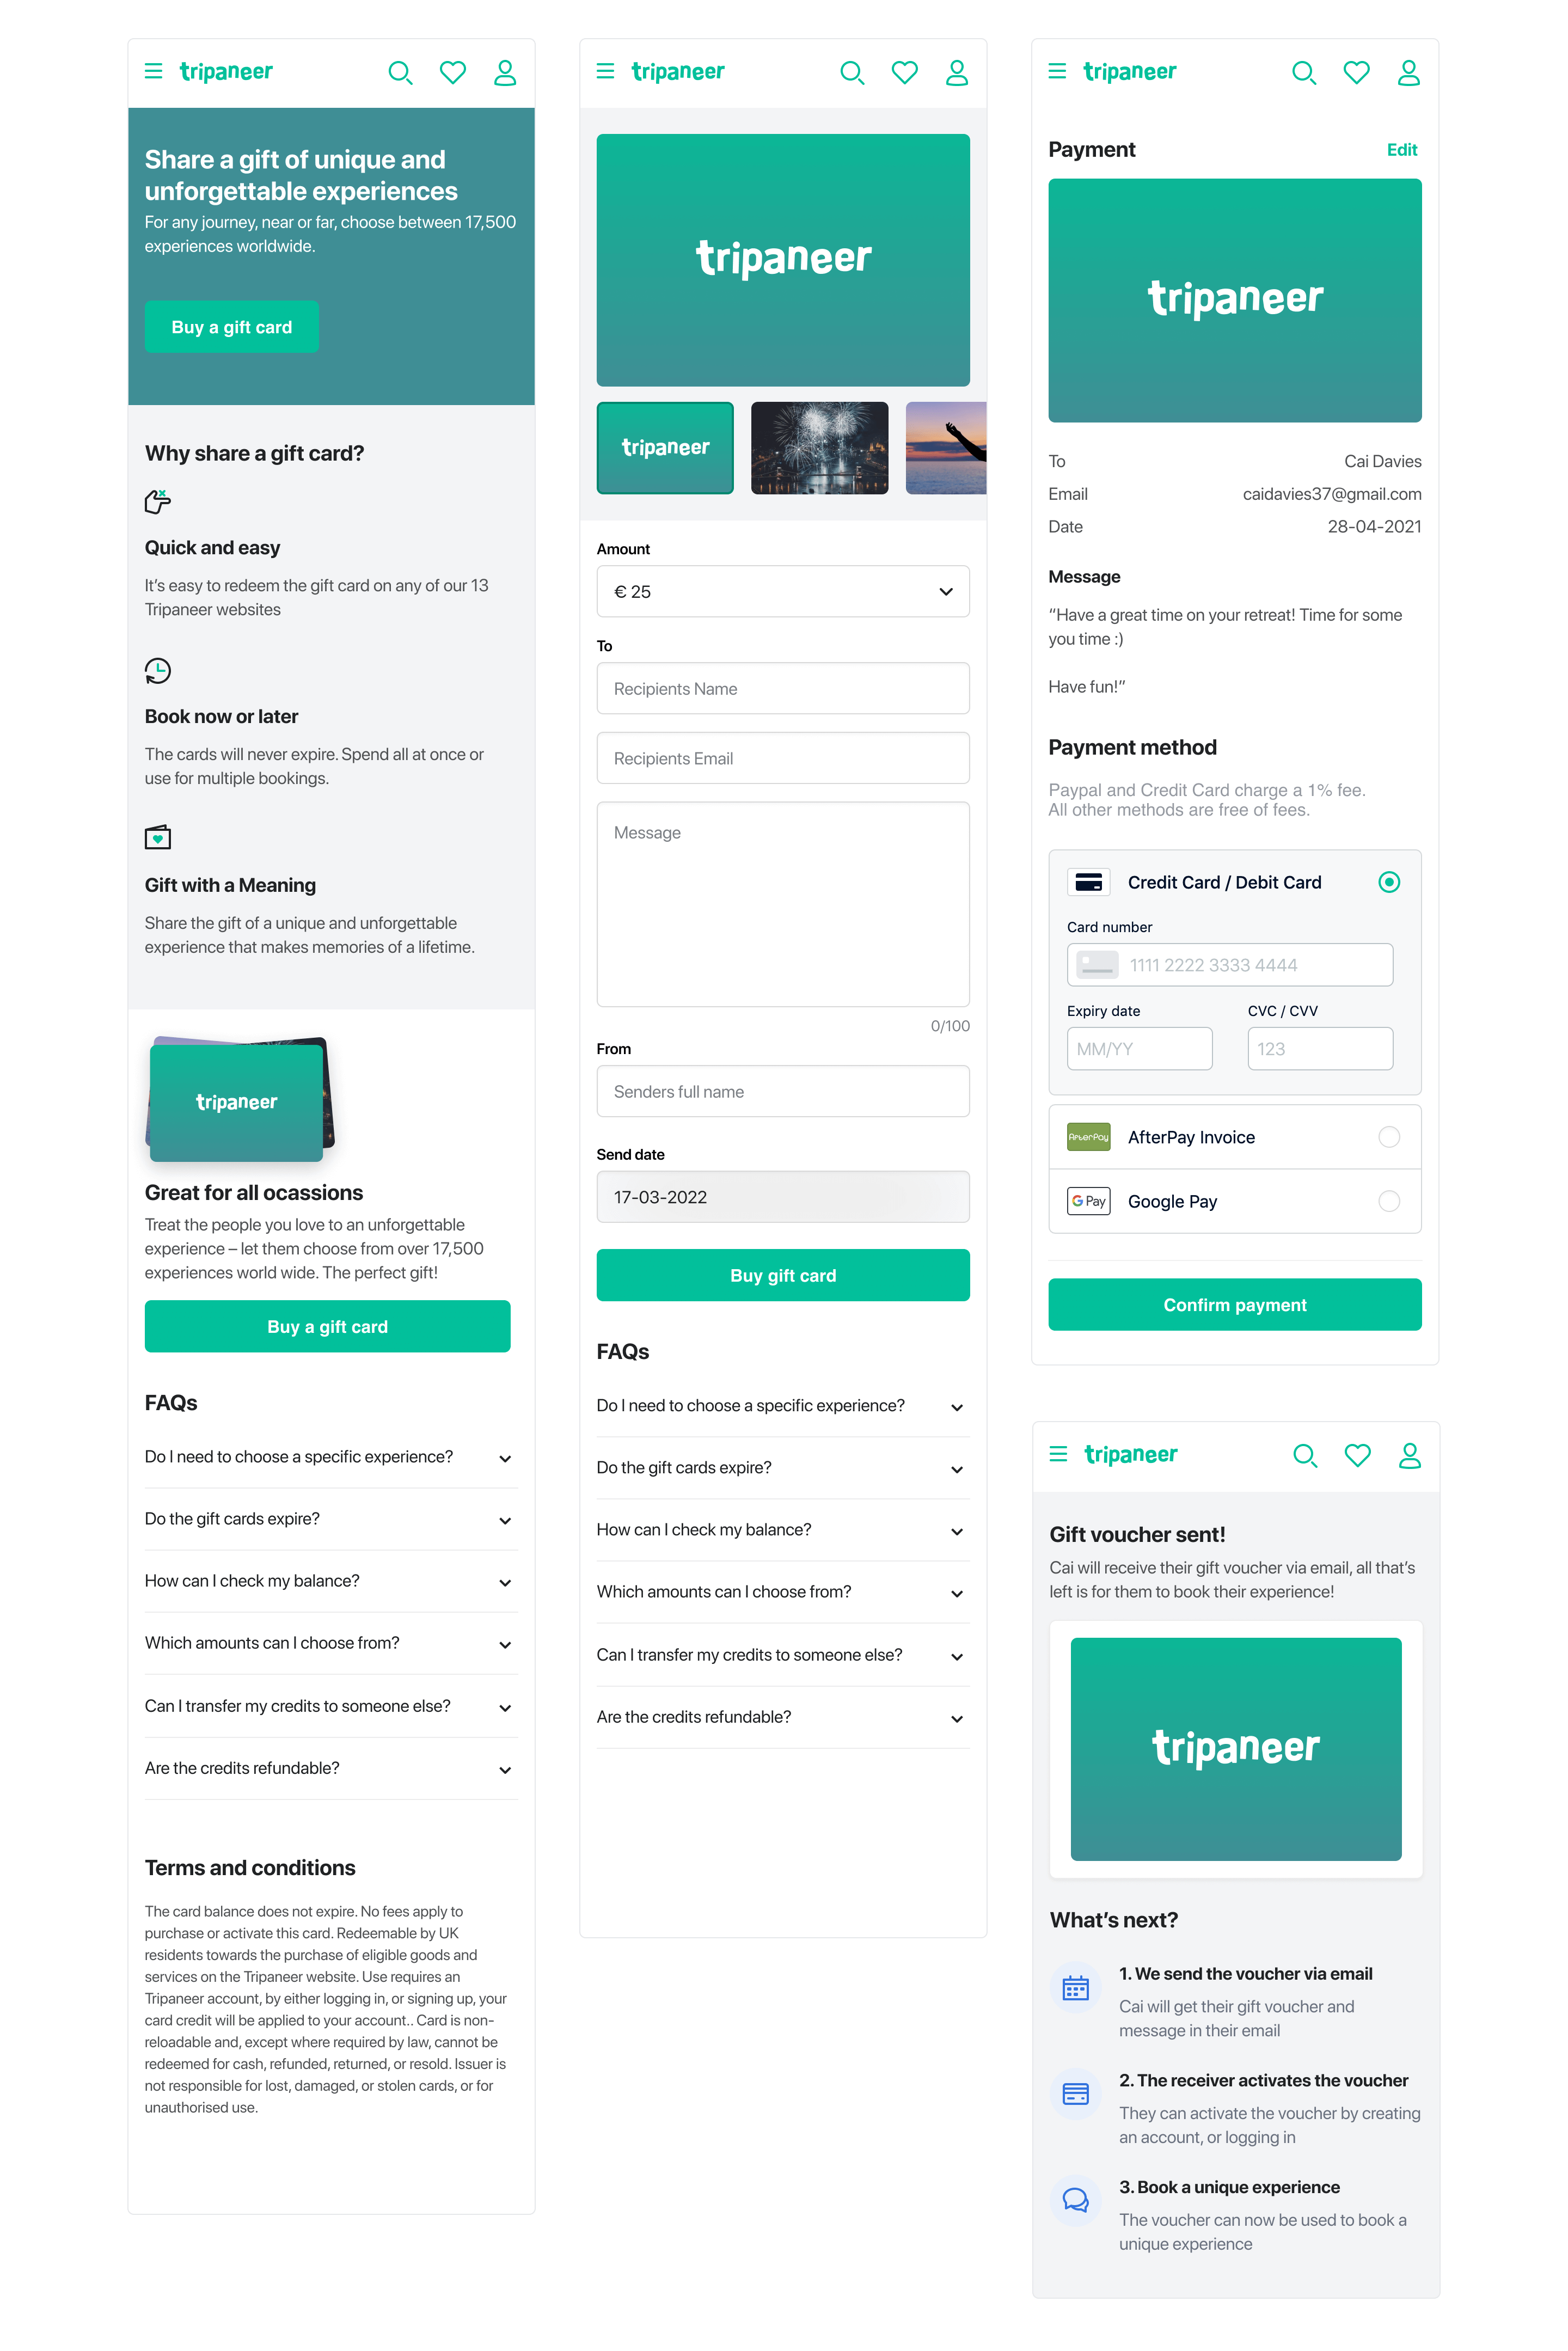 tripaneer
Share a gift of unique and
unforgettable experiences
For any journey, near or far, choose between 17,500
experiences worldwide.
Buy a gift card
Why share a gift card?
Quick and easy
It’s easy to redeem the gift card on any of our 13
Tripaneer websites
Book now or later
The cards will never expire. Spend all at once or
use for multiple bookings.
Gift with a Meaning
Share the gift of a unique and unforgettable
experience that makes memories of a lifetime.
tripaneer
Great for all ocassions
Treat the people you love to an unforgettable
experience – let them choose from over 17,500
experiences world wide. The perfect gift!
Buy a gift card
FAQs
Do I need to choose a specific experience?
Do the gift cards expire?
How can I check my balance?
Which amounts can I choose from?
Can I transfer my credits to someone else?
Are the credits refundable?
Terms and conditions
The card balance does not expire. No fees apply to
purchase or activate this card. Redeemable by UK
residents towards the purchase of eligible goods and
services on the Tripaneer website. Use requires an
Tripaneer account, by either logging in, or signing up, your
card credit will be applied to your account.. Card is non-
reloadable and, except where required by law, cannot be
redeemed for cash, refunded, returned, or resold. Issuer is
not responsible for lost, damaged, or stolen cards, or for
unauthorised use.
tripaneer
tripaneer
tripaneer
Amount
€ 25
To
Recipients Name
Recipients Email
Message
0/100
From
Senders full name
Send date
17-03-2022
Buy gift card
FAQs
Do I need to choose a specific experience?
Do the gift cards expire?
How can I check my balance?
Which amounts can I choose from?
Can I transfer my credits to someone else?
Are the credits refundable?
tripaneer
Payment Edit
tripaneer
To Cai Davies
Email caidavies37@gmail.com
Date 28-04-2021
Message
“Have a great time on your retreat! Time for some
you time :)
Have fun!”
Payment method
Paypal and Credit Card charge a 1% fee.
All other methods are free of fees.
Credit Card / Debit Card
Card number
1111 2222 3333 4444
Expiry date CVC / CVV
MM/YY 123
AfterPay AfterPay Invoice
G Pay Google Pay
Confirm payment
tripaneer
Gift voucher sent!
Cai will receive their gift voucher via email, all that’s
left is for them to book their experience!
tripaneer
What’s next?
1. We send the voucher via email
Cai will get their gift voucher and
message in their email
2. The receiver activates the voucher
They can activate the voucher by creating
an account, or logging in
3. Book a unique experience
The voucher can now be used to book a
unique experience